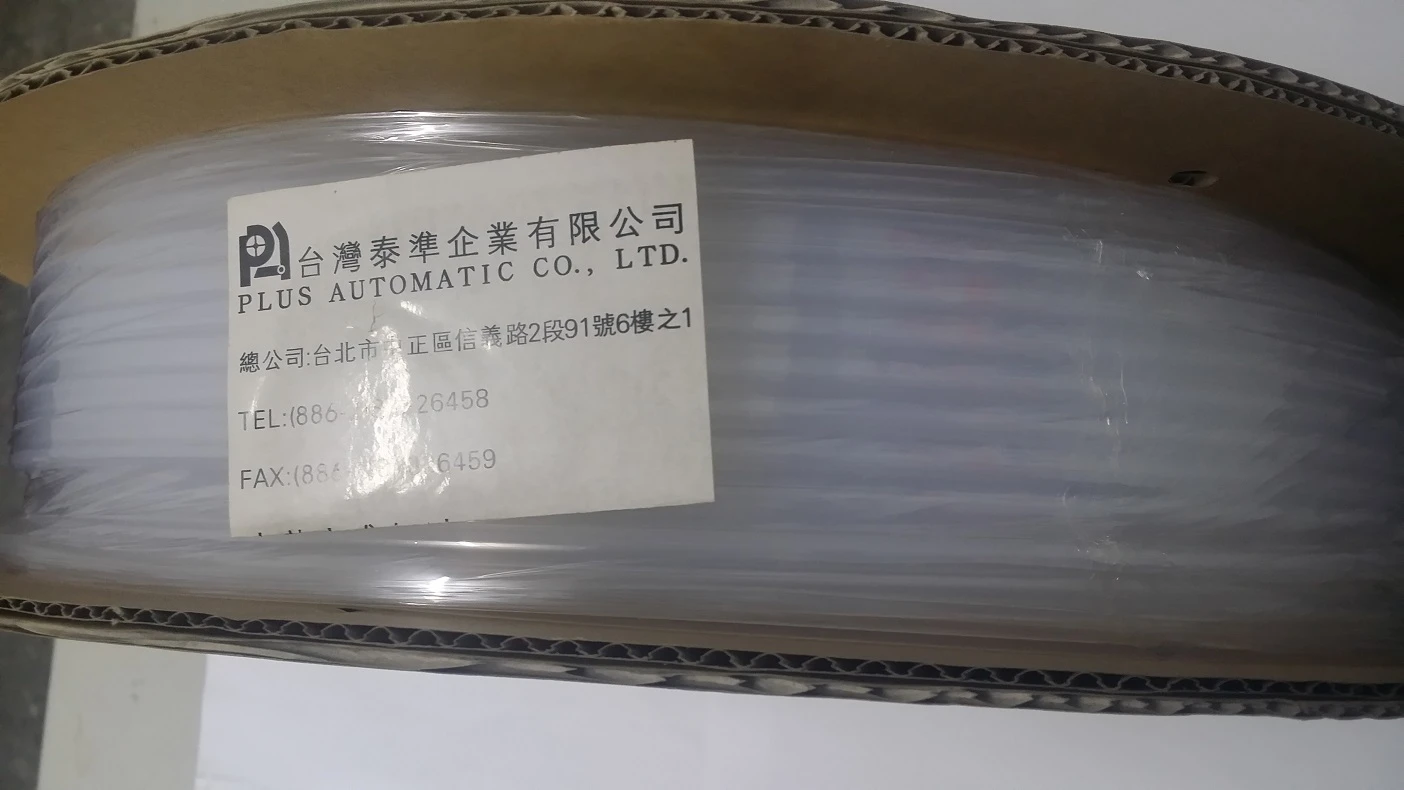 台灣泰準企業有限公司
PLUS AUTOMATIC CO., LTD.
總公司:台北市中正區信義路2段91號6樓之1
TEL:(886- 26458
FAX:(886 6459